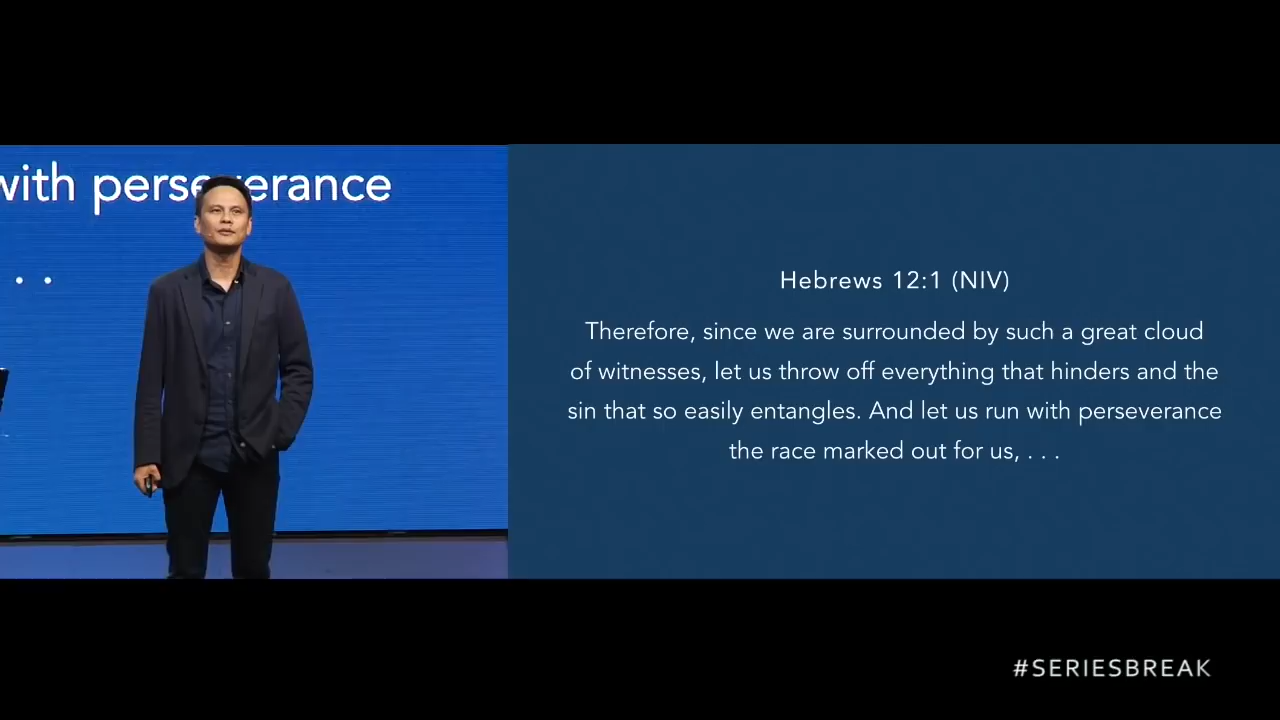 with perseverance
. .
Hebrews 12:1 (NIV)
Therefore, since we are surrounded by such a great cloud
of witnesses, let us throw off everything that hinders and the
sin that so easily entangles. And let us run with perseverance
the race marked out for us, . . .
#SERIESBREAK